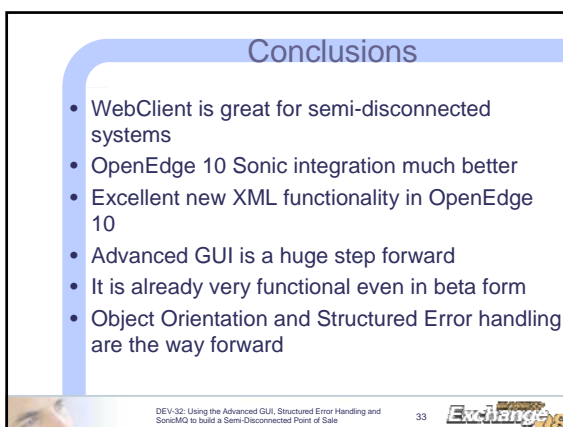 Conclusions
• WebClient is great for semi-disconnected
systems
• OpenEdge 10 Sonic integration much better
• Excellent new XML functionality in OpenEdge
10
• Advanced GUI is a huge step forward
• It is already very functional even in beta form
• Object Orientation and Structured Error handling
are the way forward
DEV-32: Using the Advanced GUI, Structured Error Handling and
SonicMQ to build a Semi-Disconnected Point of Sale
33
Exchange